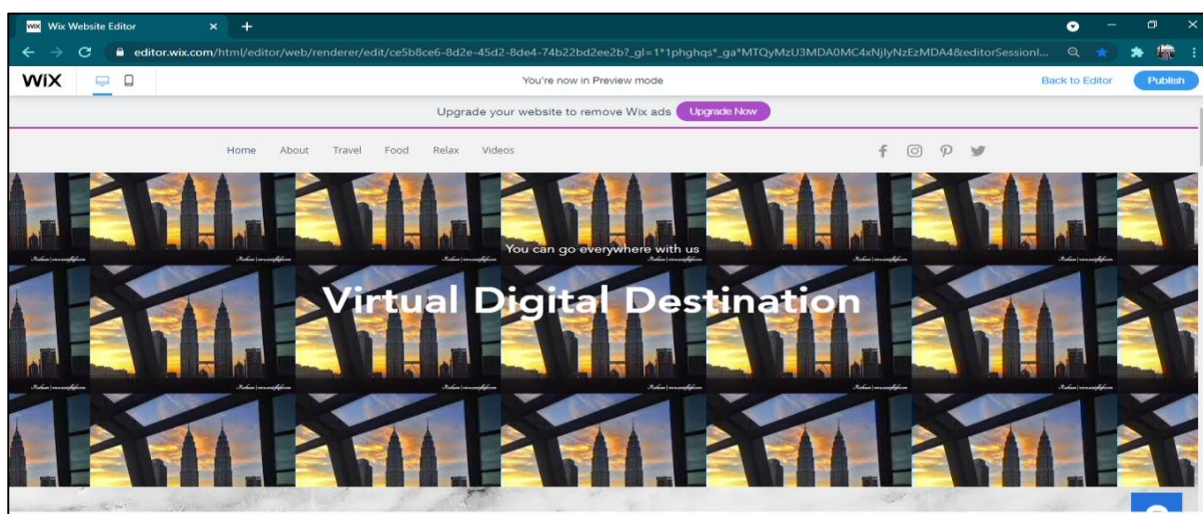 WIX Wix Website Editor
editor.wix.com/html/editor/web/renderer/edit/ce5b8ce6-8d2e-45d2-8de4-74b22bd2ee2b?_gl=1*1phghqs*_ga*MTQyMzU3MDA0MC4xNjIyNzEzMDA4&editorSessionI...
WIX You're now in Preview mode Back to Editor Publish
Upgrade your website to remove Wix ads Upgrade Now
Home About Travel Food Relax Videos
You can go everywhere with us
Virtual Digital Destination